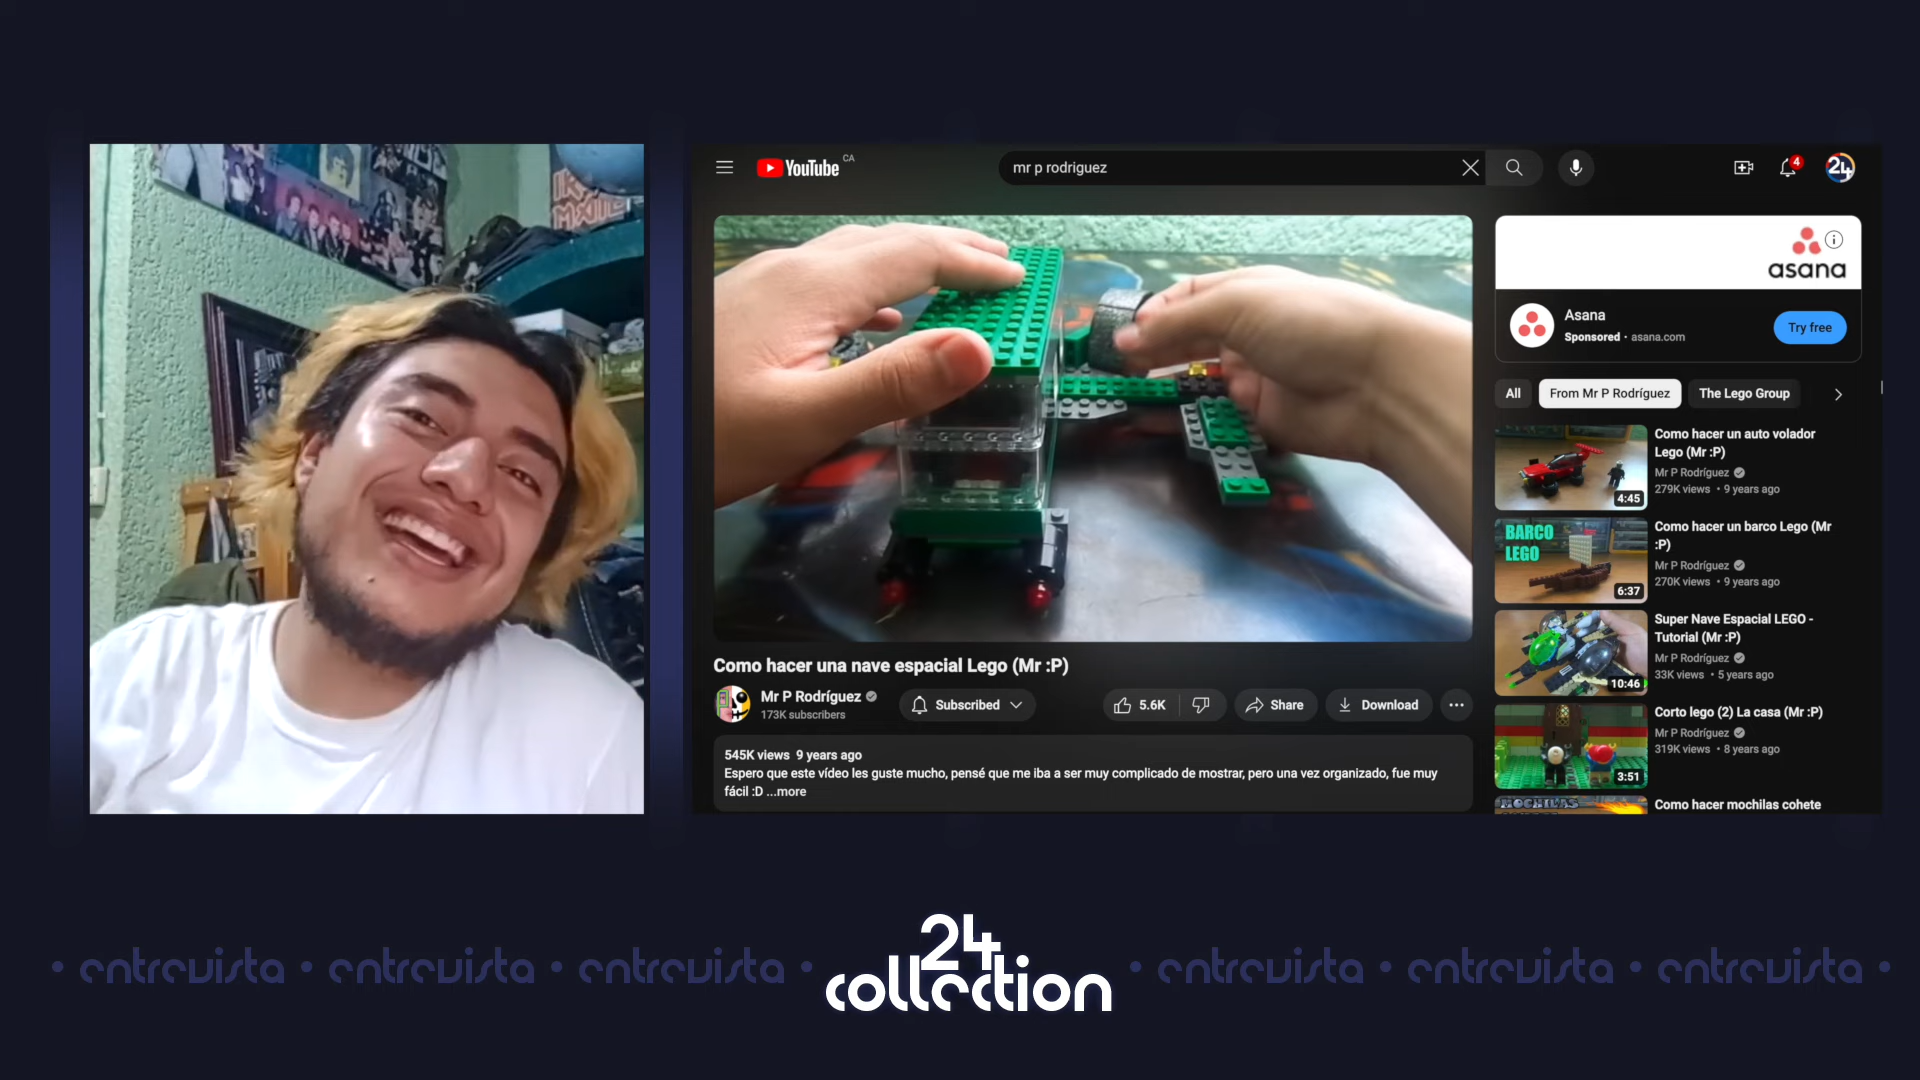 YouTube CA
mr p rodriguez
4
24
asana
Asana
Sponsored • asana.com
Try free
All
From Mr P Rodríguez
The Lego Group
Como hacer un auto volador
Lego (Mr :P)
Mr P Rodríguez
279K views • 9 years ago
4:45
Como hacer un barco Lego (Mr
:P)
Mr P Rodríguez
270K views • 9 years ago
BARCO
LEGO
6:37
Super Nave Espacial LEGO -
Tutorial (Mr :P)
Mr P Rodríguez
33K views • 5 years ago
10:46
Corto lego (2) La casa (Mr :P)
Mr P Rodríguez
319K views • 8 years ago
3:51
Como hacer mochilas cohete
MOCHILAS
Como hacer una nave espacial Lego (Mr :P)
Mr P Rodríguez
173K subscribers
Subscribed
5.6K
Share
Download
545K views 9 years ago
Espero que este vídeo les guste mucho, pensé que me iba a ser muy complicado de mostrar, pero una vez organizado, fue muy
fácil :D ...more
24
collection
• entrevista • entrevista • entrevista •
• entrevista • entrevista • entrevista •